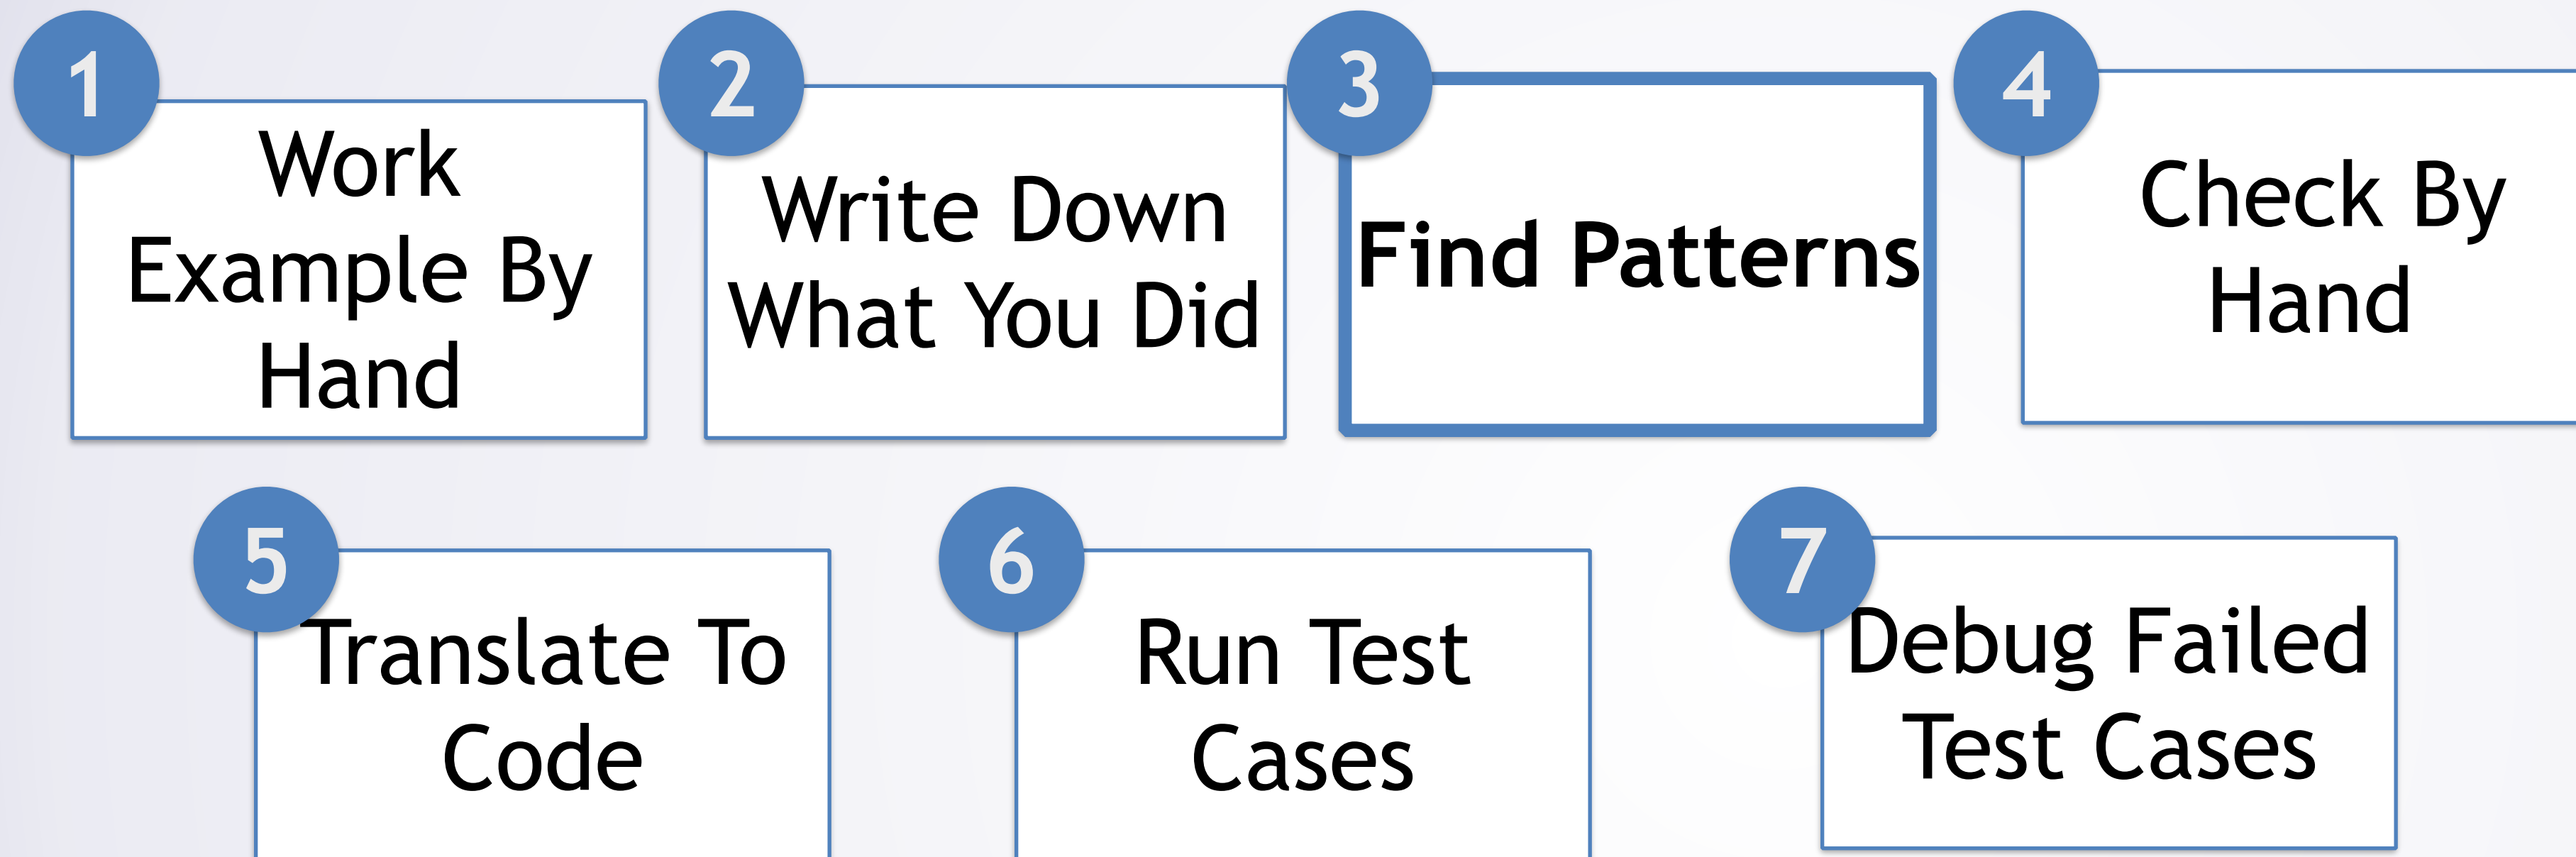 1
Work
Example By
Hand
2
Write Down
What You Did
3
Find Patterns
4
Check By
Hand
5
Translate To
Code
6
Run Test
Cases
7
Debug Failed
Test Cases